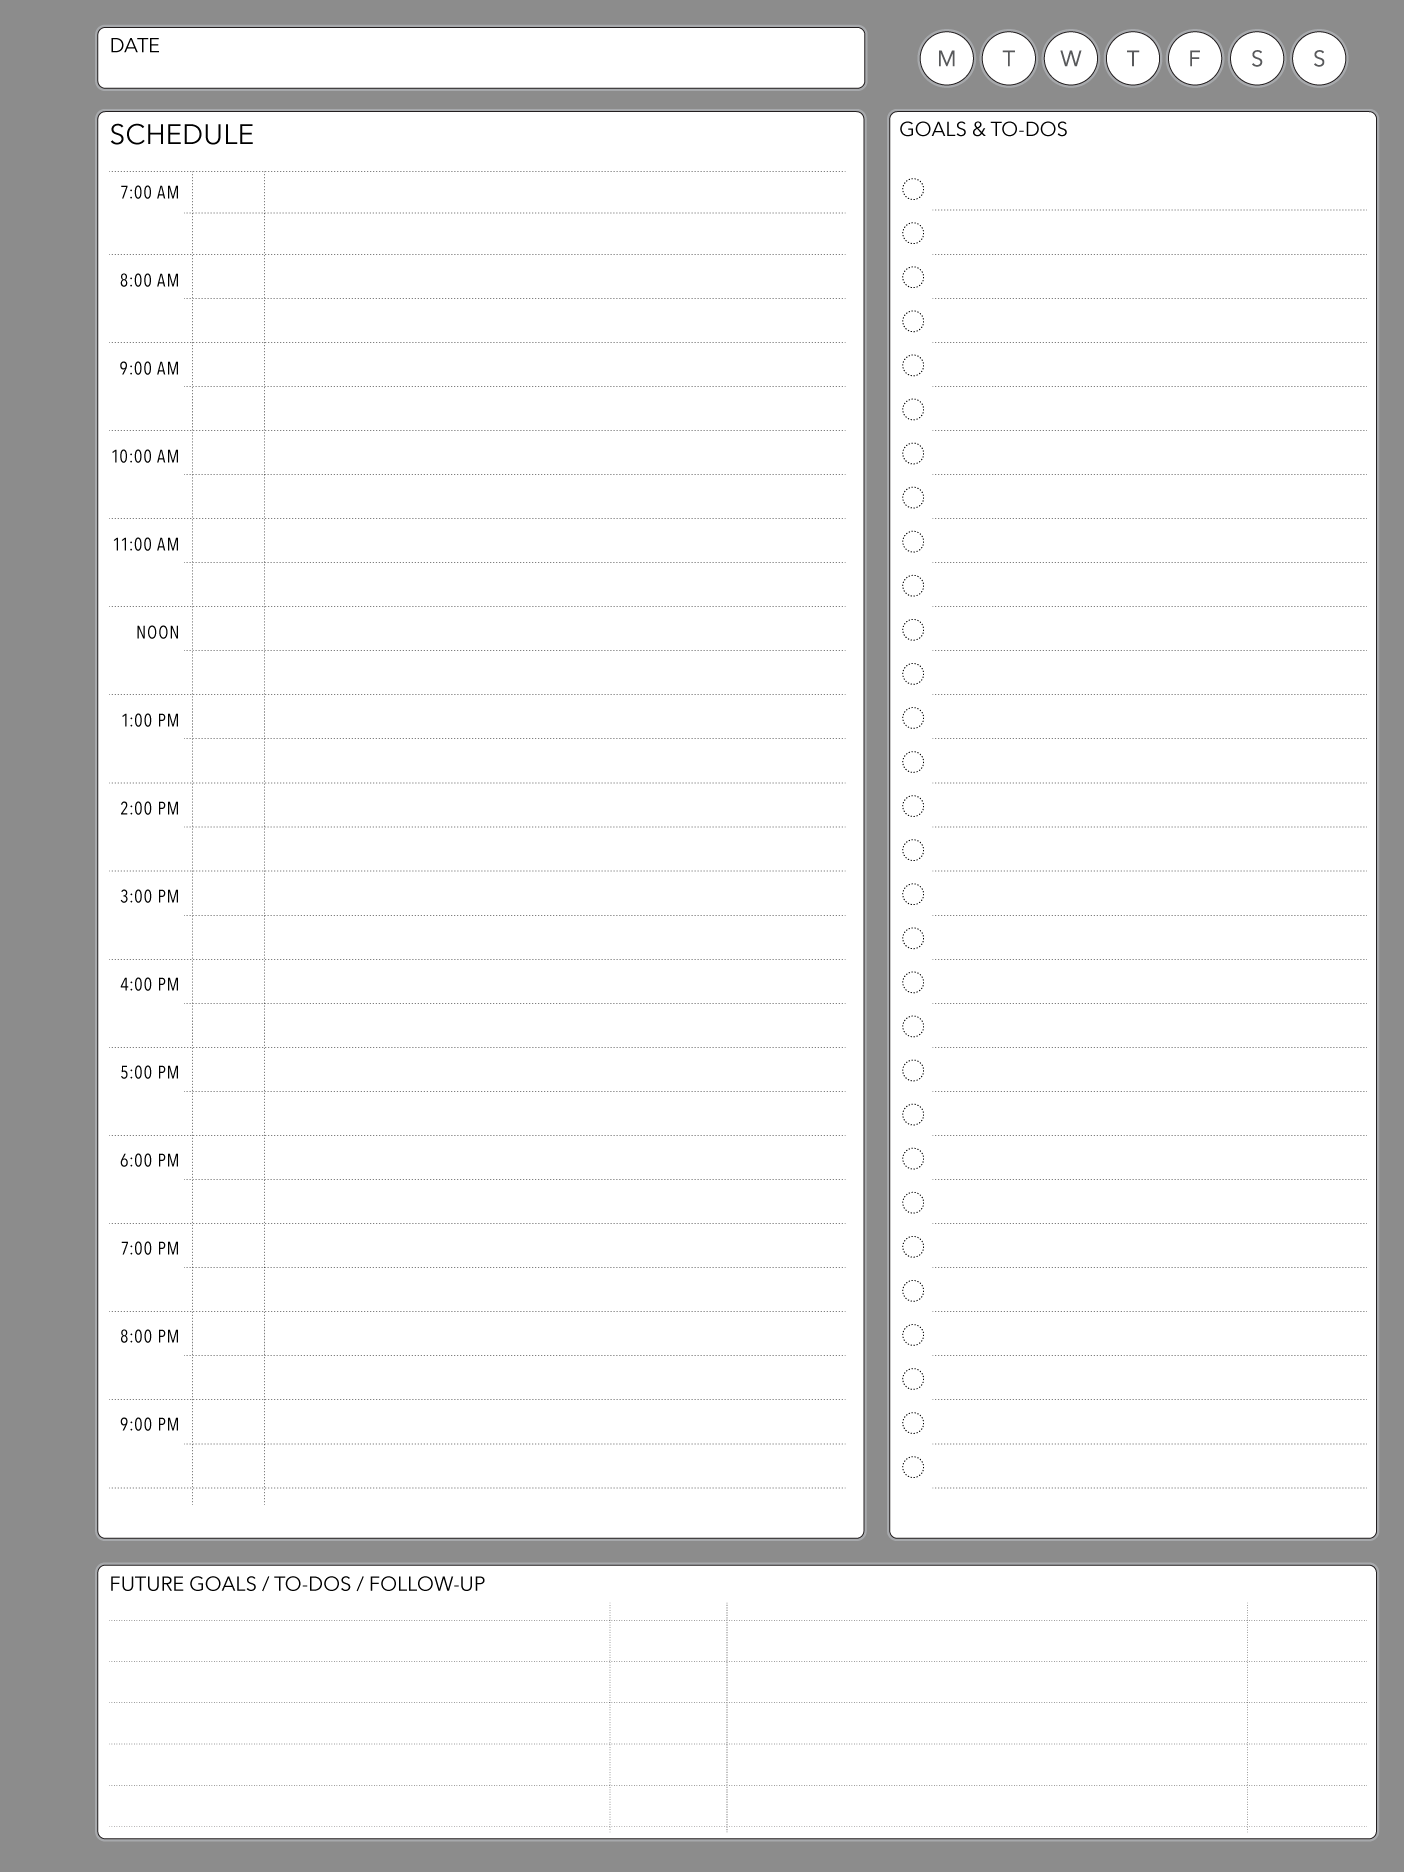 DATE
M T W T F S S
SCHEDULE
7:00 AM
8:00 AM
9:00 AM
10:00 AM
11:00 AM
NOON
1:00 PM
2:00 PM
3:00 PM
4:00 PM
5:00 PM
6:00 PM
7:00 PM
8:00 PM
9:00 PM
GOALS & TO-DOS
FUTURE GOALS / TO-DOS / FOLLOW-UP